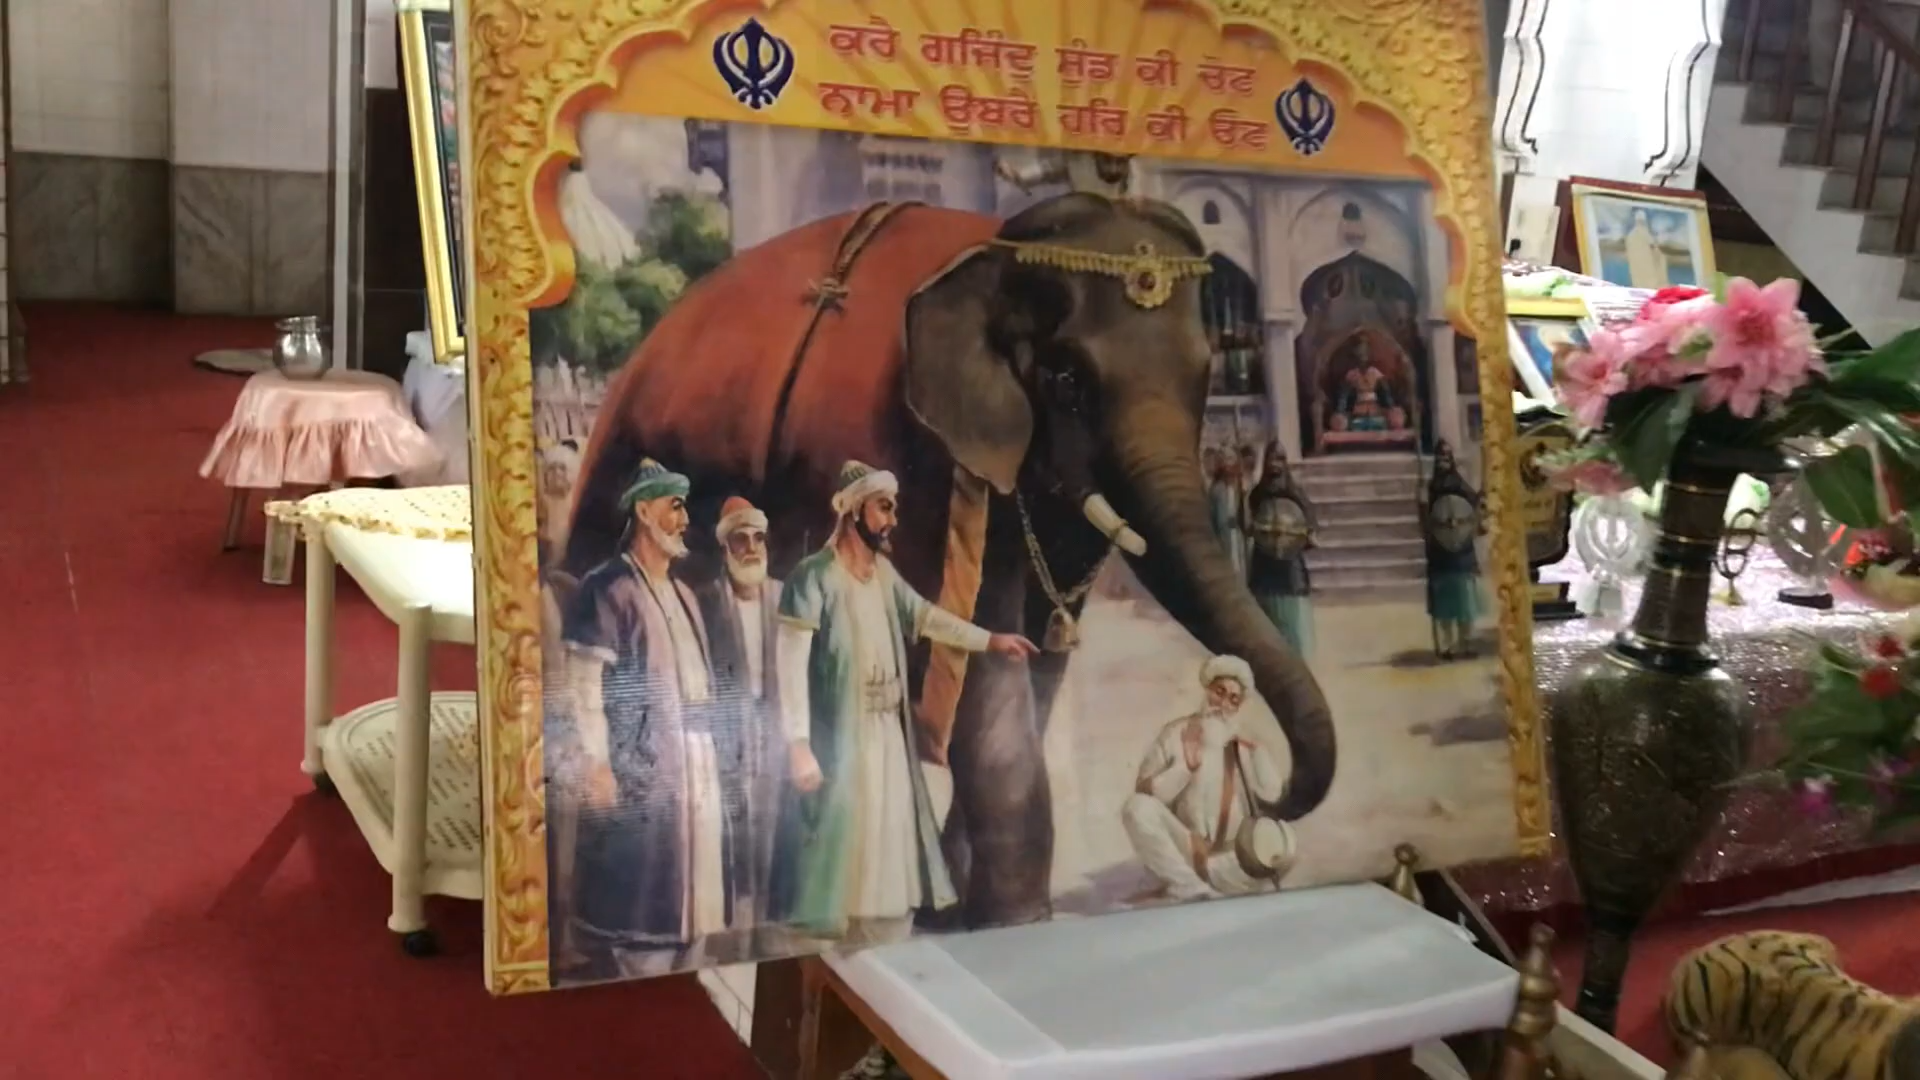 ਕਰੈ ਗਜਿੰਦੁ ਸੁੰਡ ਕੀ ਚੋਟ
ਨਾਮਾ ਉਬਰੈ ਹਰਿ ਕੀ ਓਟ